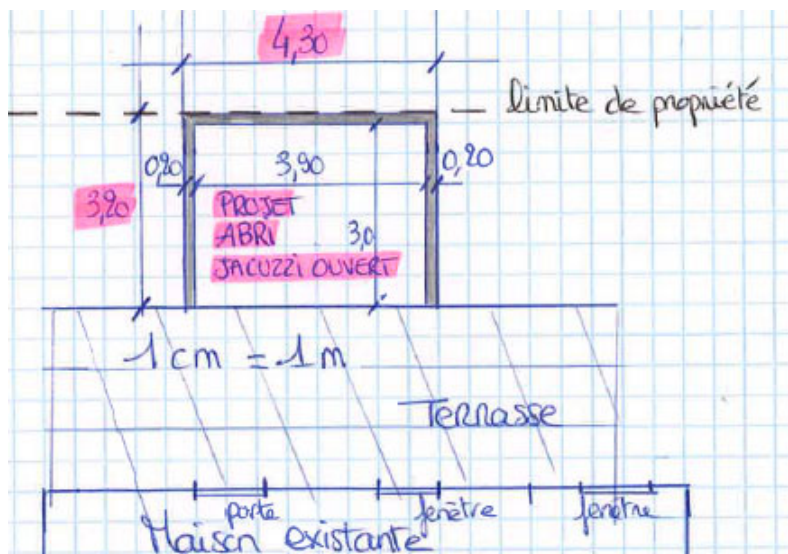 4,30
limite de propriété
0,20 3,90 0,20
3,20
PROJET
ABRI 3,0
JACUZZI OUVERT
1 cm = 1 m
Terrasse
porte fenêtre fenêtre
Maison existante